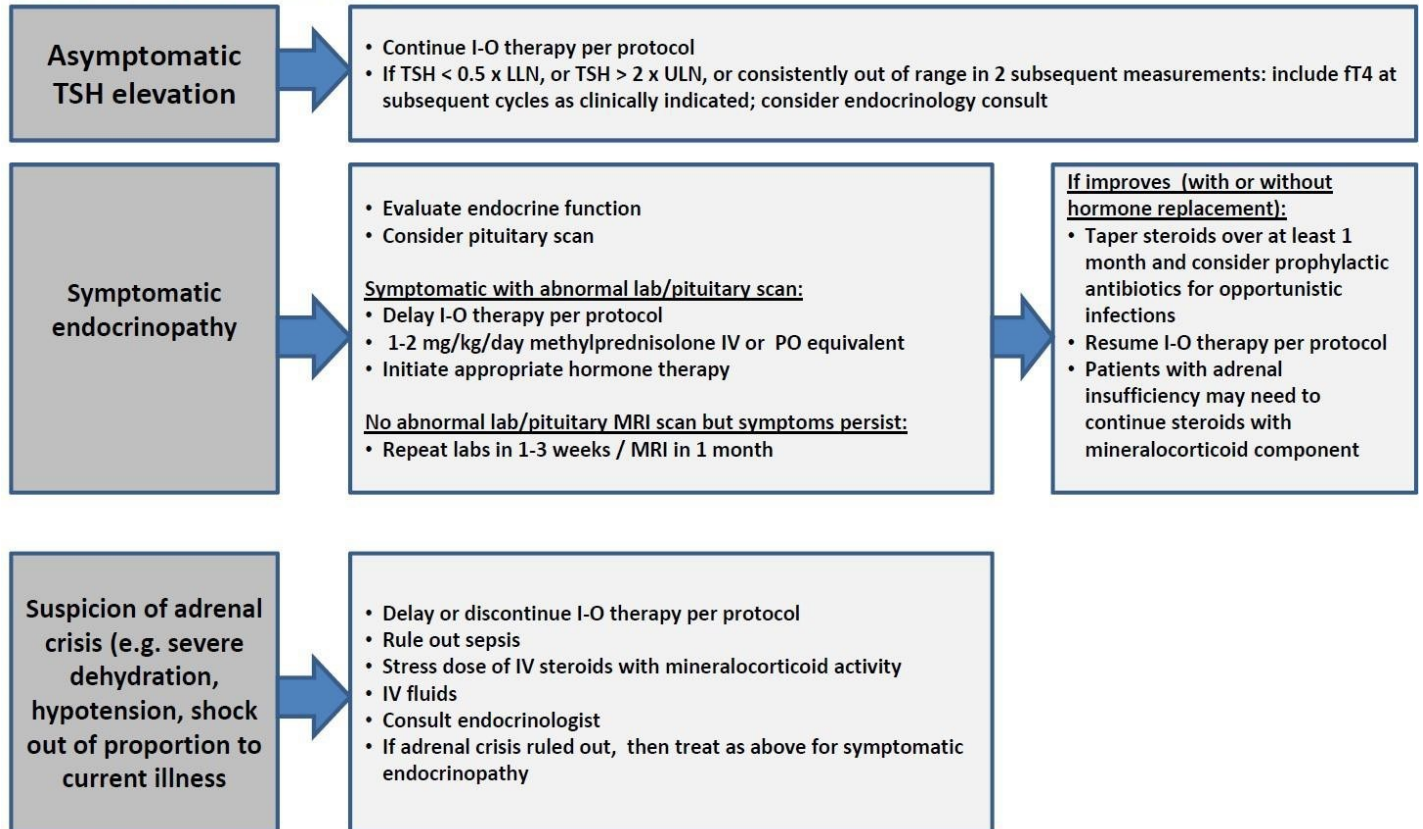 Asymptomatic
TSH elevation
• Continue I-O therapy per protocol
• If TSH < 0.5 x LLN, or TSH > 2 x ULN, or consistently out of range in 2 subsequent measurements: include fT4 at
subsequent cycles as clinically indicated; consider endocrinology consult
Symptomatic
endocrinopathy
• Evaluate endocrine function
• Consider pituitary scan
Symptomatic with abnormal lab/pituitary scan:
• Delay I-O therapy per protocol
• 1-2 mg/kg/day methylprednisolone IV or PO equivalent
• Initiate appropriate hormone therapy
No abnormal lab/pituitary MRI scan but symptoms persist:
• Repeat labs in 1-3 weeks / MRI in 1 month
If improves (with or without
hormone replacement):
• Taper steroids over at least 1
month and consider prophylactic
antibiotics for opportunistic
infections
• Resume I-O therapy per protocol
• Patients with adrenal
insufficiency may need to
continue steroids with
mineralocorticoid component
Suspicion of adrenal
crisis (e.g. severe
dehydration,
hypotension, shock
out of proportion to
current illness
• Delay or discontinue I-O therapy per protocol
• Rule out sepsis
• Stress dose of IV steroids with mineralocorticoid activity
• IV fluids
• Consult endocrinologist
• If adrenal crisis ruled out, then treat as above for symptomatic
endocrinopathy